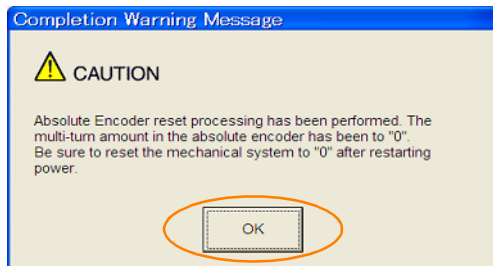 Completion Warning Message
CAUTION
Absolute Encoder reset processing has been performed. The
multi-turn amount in the absolute encoder has been to "0".
Be sure to reset the mechanical system to "0" after restarting
power.
OK